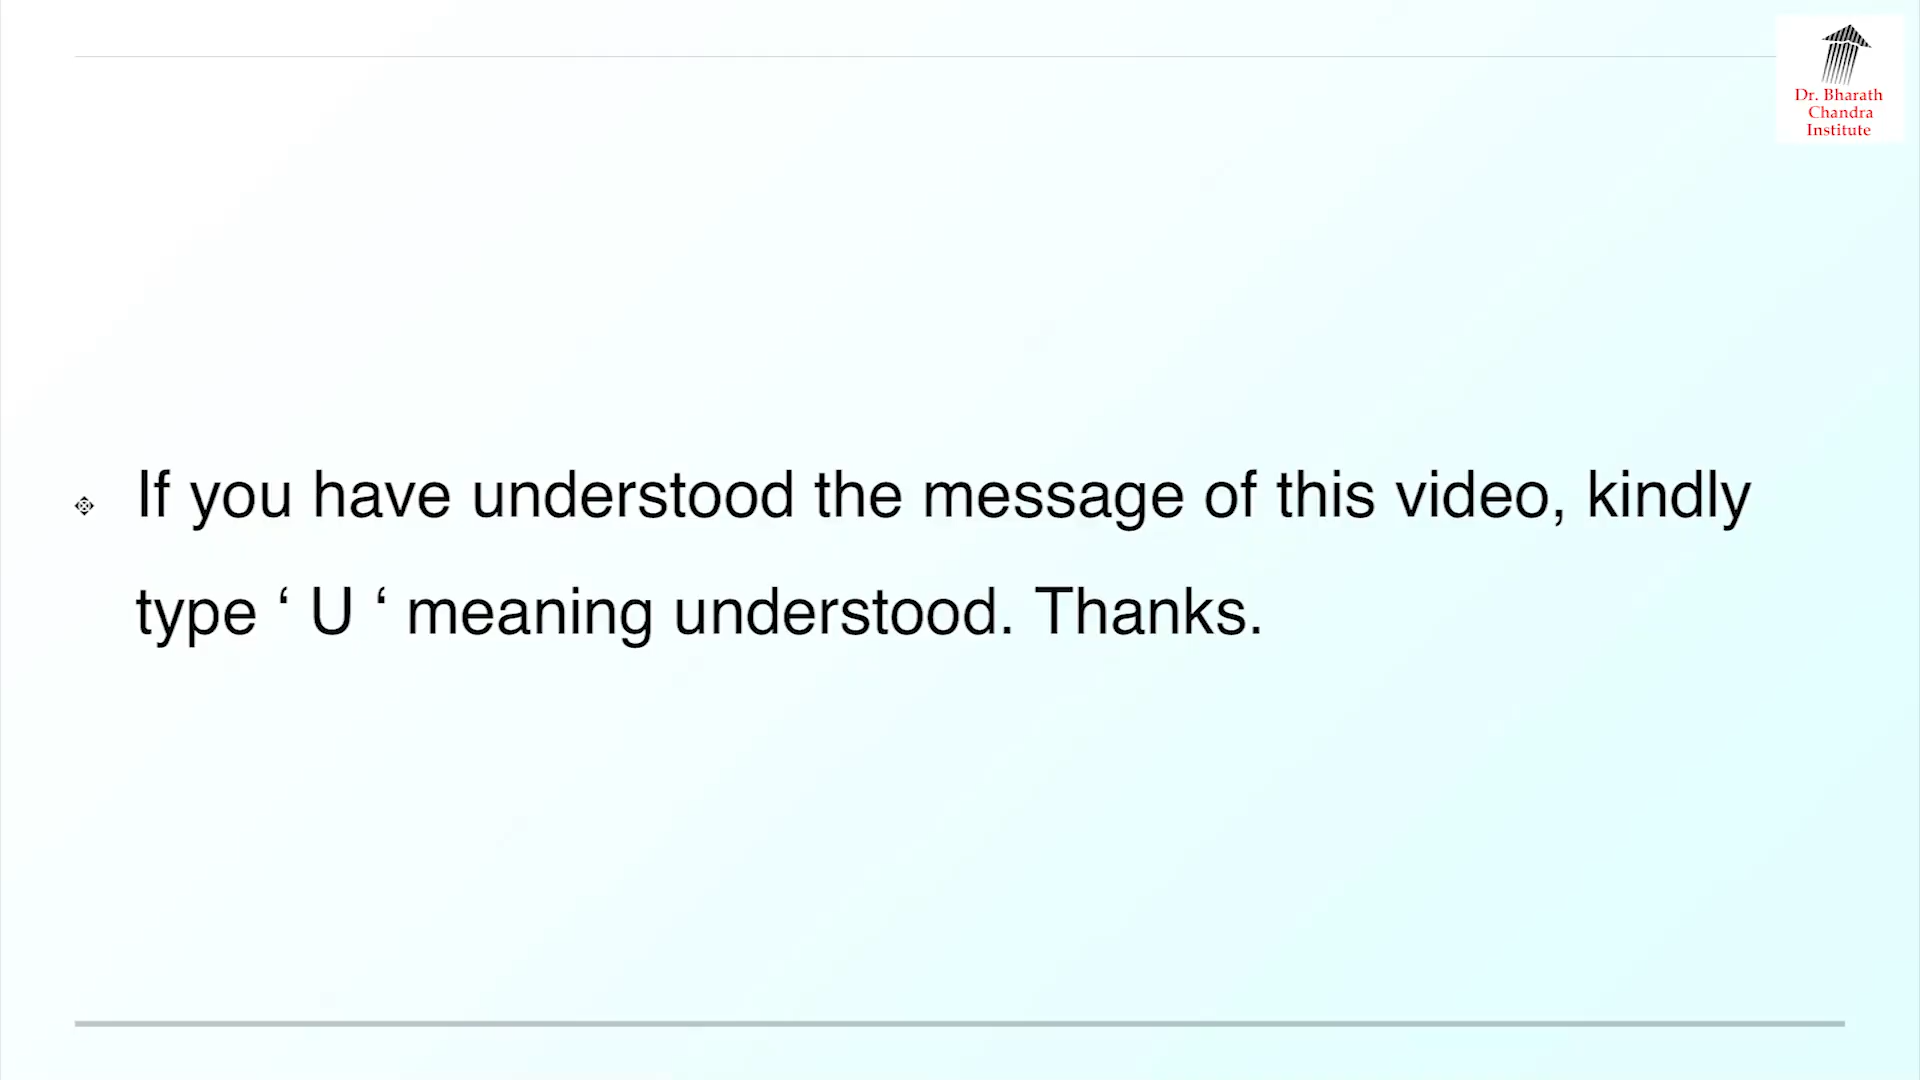 Dr. Bharath
Chandra
Institute
If you have understood the message of this video, kindly
type ‘ U ‘ meaning understood. Thanks.